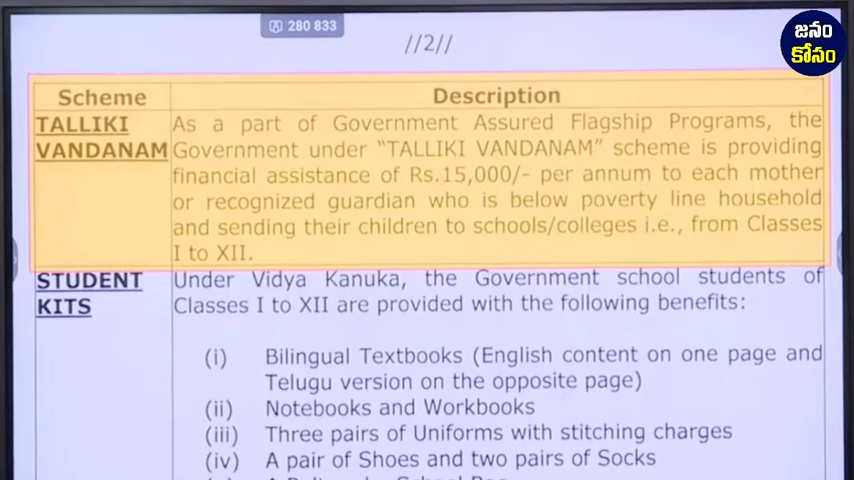 280 833
//2//
జనం
కోసం
Scheme Description
TALLIKI As a part of Government Assured Flagship Programs, the
VANDANAM Government under “TALLIKI VANDANAM” scheme is providing
financial assistance of Rs.15,000/- per annum to each mother
or recognized guardian who is below poverty line household
and sending their children to schools/colleges i.e., from Classes
I to XII.
STUDENT Under Vidya Kanuka, the Government school students of
KITS Classes I to XII are provided with the following benefits:
(i) Bilingual Textbooks (English content on one page and
Telugu version on the opposite page)
(ii) Notebooks and Workbooks
(iii) Three pairs of Uniforms with stitching charges
(iv) A pair of Shoes and two pairs of Socks